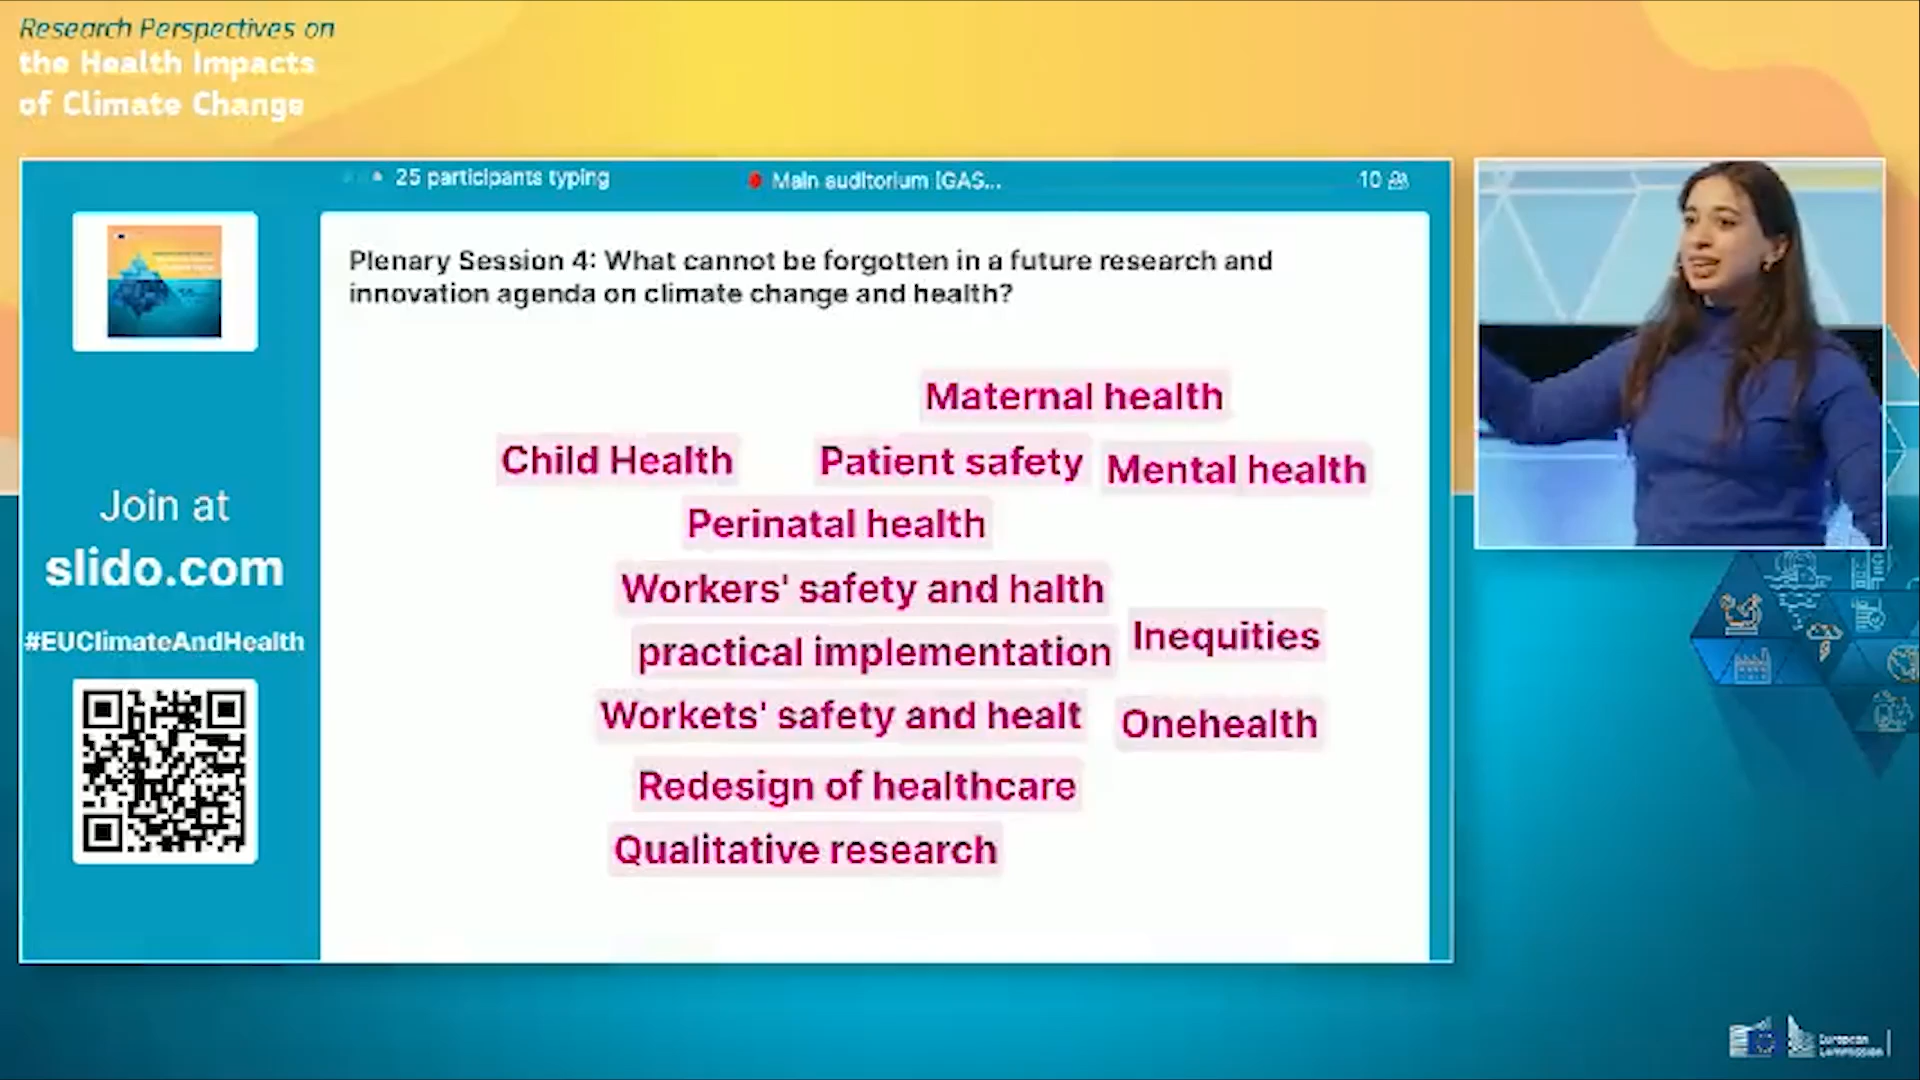 Research Perspectives on
the Health Impacts
of Climate Change
25 participants typing
Main auditorium [GAS...
10
Plenary Session 4: What cannot be forgotten in a future research and
innovation agenda on climate change and health?
Maternal health
Child Health
Patient safety
Mental health
Perinatal health
Workers' safety and halth
Inequities
practical implementation
Workets' safety and healt
Onehealth
Redesign of healthcare
Qualitative research
Join at
slido.com
#EUClimateAndHealth
European
Commission